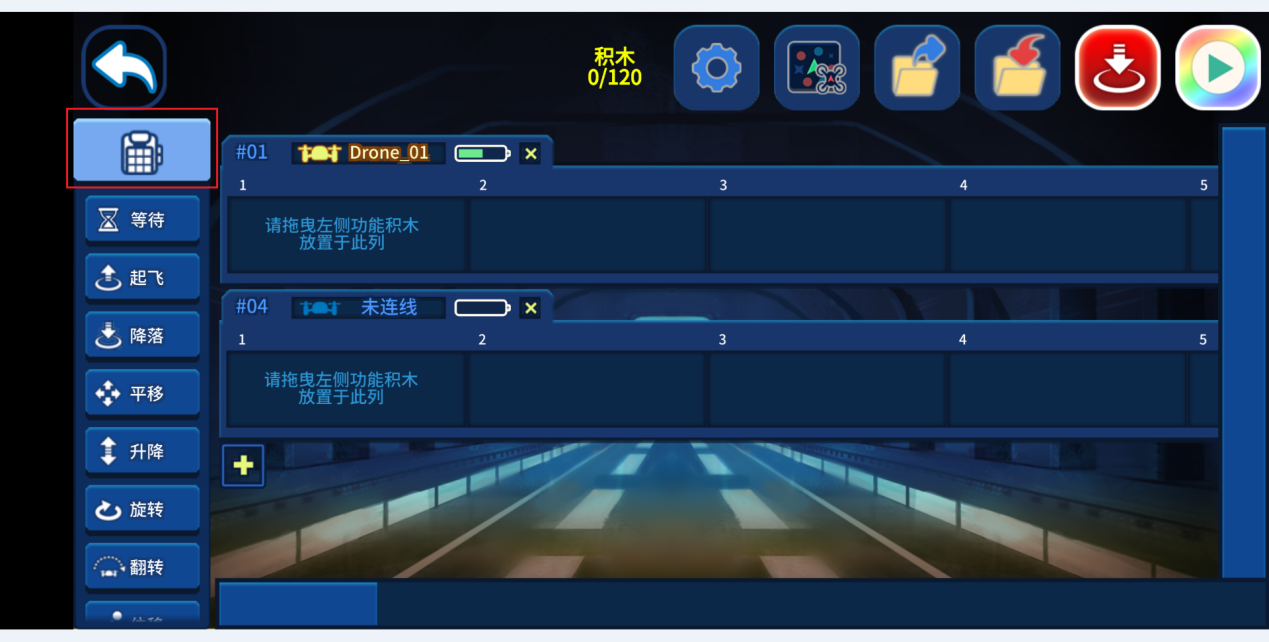 积木
0/120
#01 Drone_01
1 2 3 4 5
等待
请拖曳左侧功能积木
放置于此列
起飞
#04 未连线
降落
1 2 3 4 5
平移
请拖曳左侧功能积木
放置于此列
升降
旋转
翻转